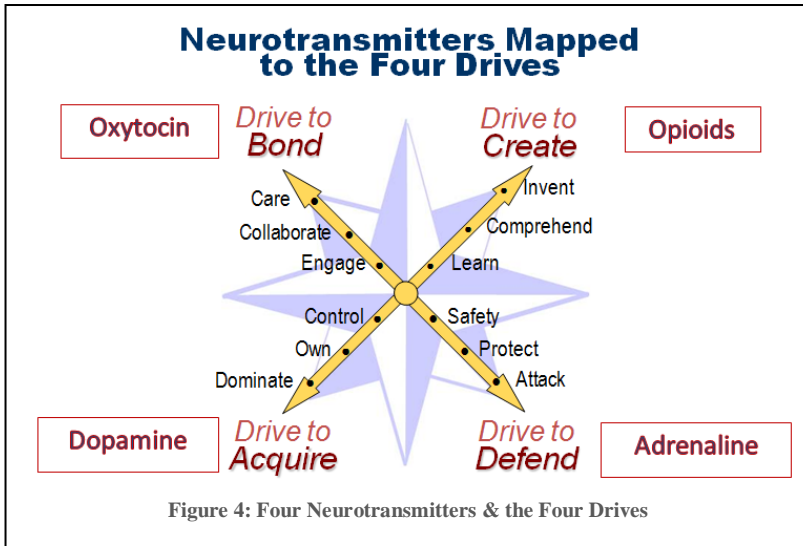 Neurotransmitters Mapped
to the Four Drives
Oxytocin
Drive to
Bond
Drive to
Create
Opioids
Care
Collaborate
Engage
Invent
Comprehend
Learn
Control
Own
Dominate
Safety
Protect
Attack
Dopamine
Drive to
Acquire
Drive to
Defend
Adrenaline
Figure 4: Four Neurotransmitters & the Four Drives